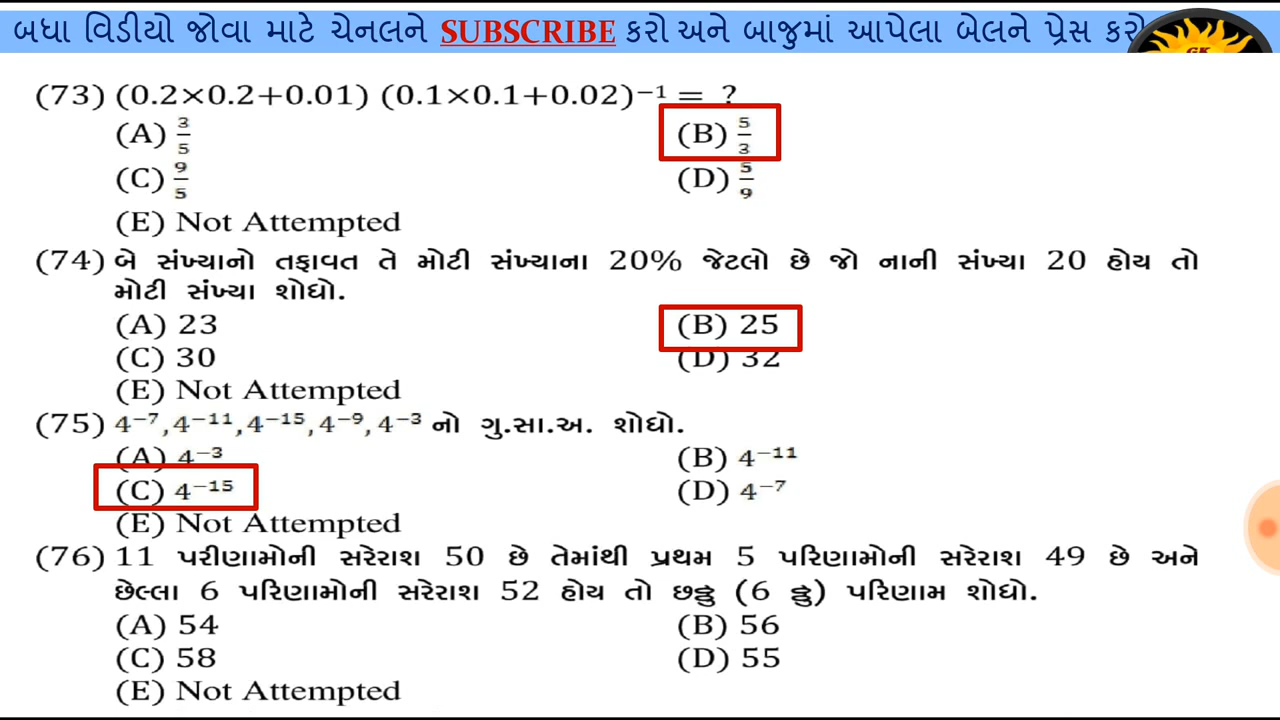 બધા વિડીયો જોવા માટે ચેનલને SUBSCRIBE કરો અને બાજુમાં આપેલા બેલને પ્રેસ કરો
GK
(73) (0.2×0.2+0.01) (0.1×0.1+0.02)⁻¹ = ?
(A) 3/5 (B) 5/3
(C) 9/5 (D) 5/9
(E) Not Attempted
(74) બે સંખ્યાનો તફાવત તે મોટી સંખ્યાના 20% જેટલો છે જો નાની સંખ્યા 20 હોય તો
મોટી સંખ્યા શોધો.
(A) 23 (B) 25
(C) 30 (D) 32
(E) Not Attempted
(75) 4⁻⁷, 4⁻¹¹, 4⁻¹⁵, 4⁻⁹, 4⁻³ નો ગુ.સા.અ. શોધો.
(A) 4⁻³ (B) 4⁻¹¹
(C) 4⁻¹⁵ (D) 4⁻⁷
(E) Not Attempted
(76) 11 પરીણામોની સરેરાશ 50 છે તેમાંથી પ્રથમ 5 પરિણામોની સરેરાશ 49 છે અને
છેલ્લા 6 પરિણામોની સરેરાશ 52 હોય તો છઠ્ઠુ (6 ઠ્ઠુ) પરિણામ શોધો.
(A) 54 (B) 56
(C) 58 (D) 55
(E) Not Attempted